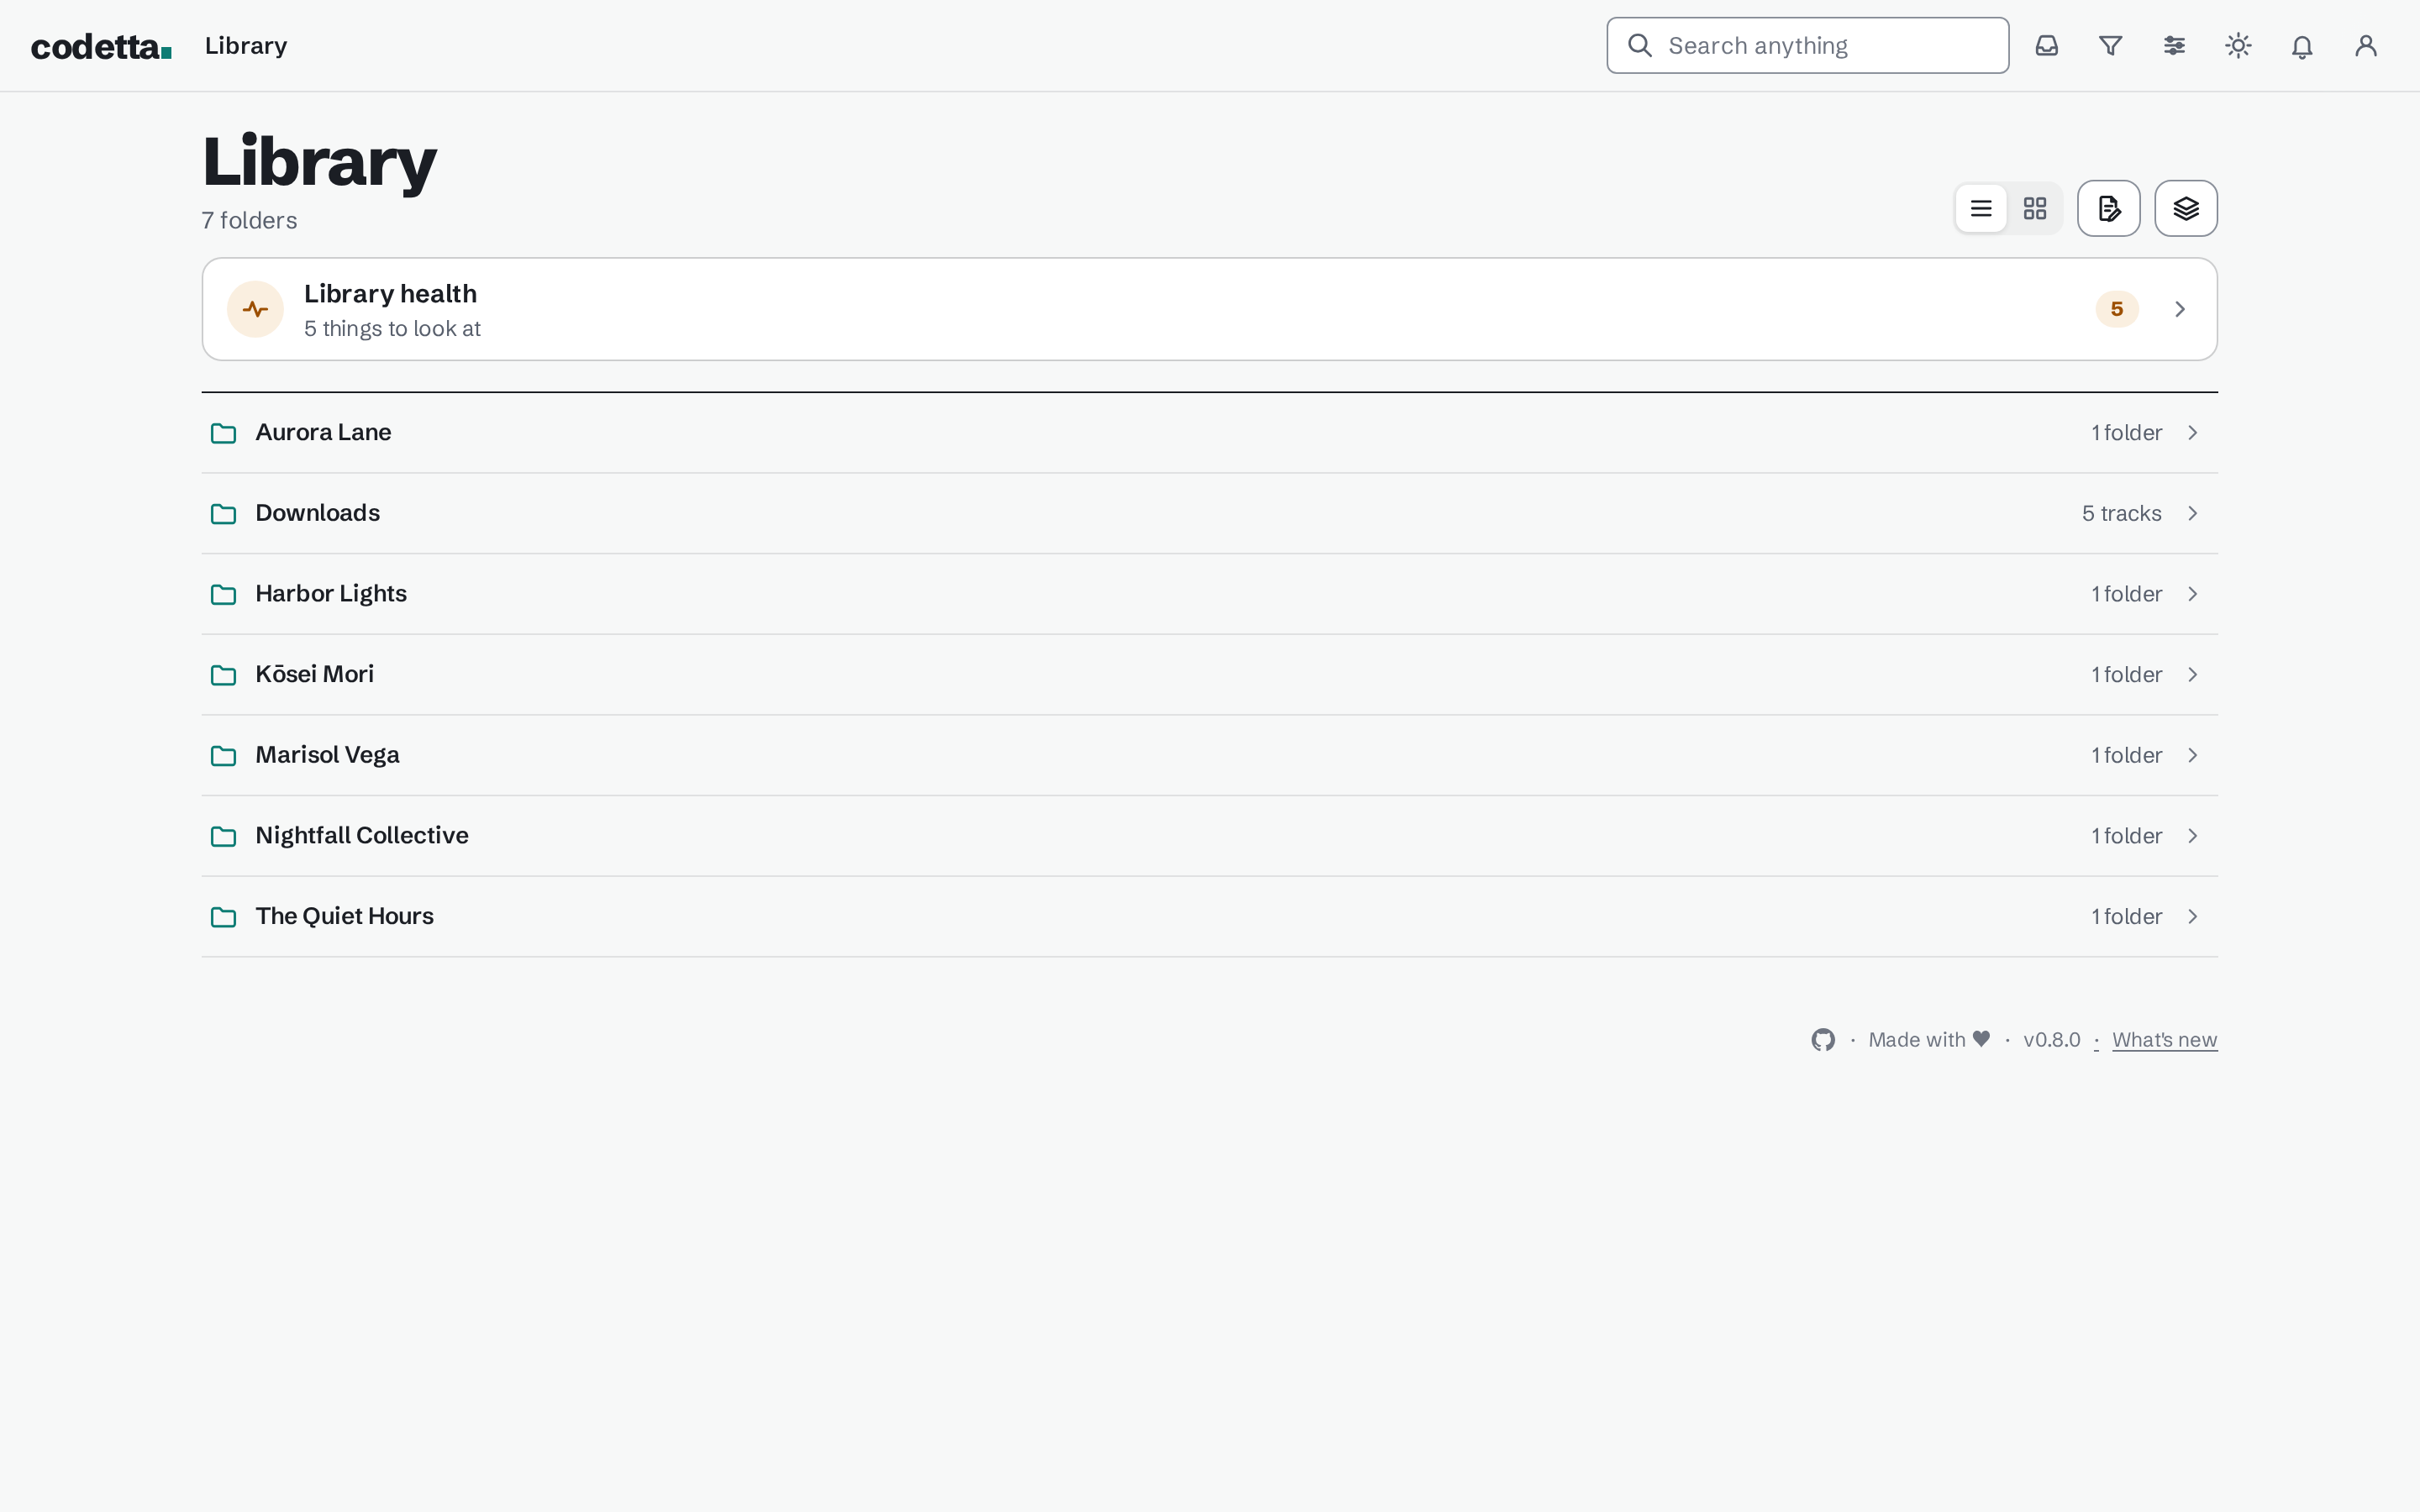 codetta. Library Search anything
Library
7 folders
Library health
5 things to look at
5
Aurora Lane 1 folder
Downloads 5 tracks
Harbor Lights 1 folder
Kōsei Mori 1 folder
Marisol Vega 1 folder
Nightfall Collective 1 folder
The Quiet Hours 1 folder
· Made with ♥ · v0.8.0 · What's new